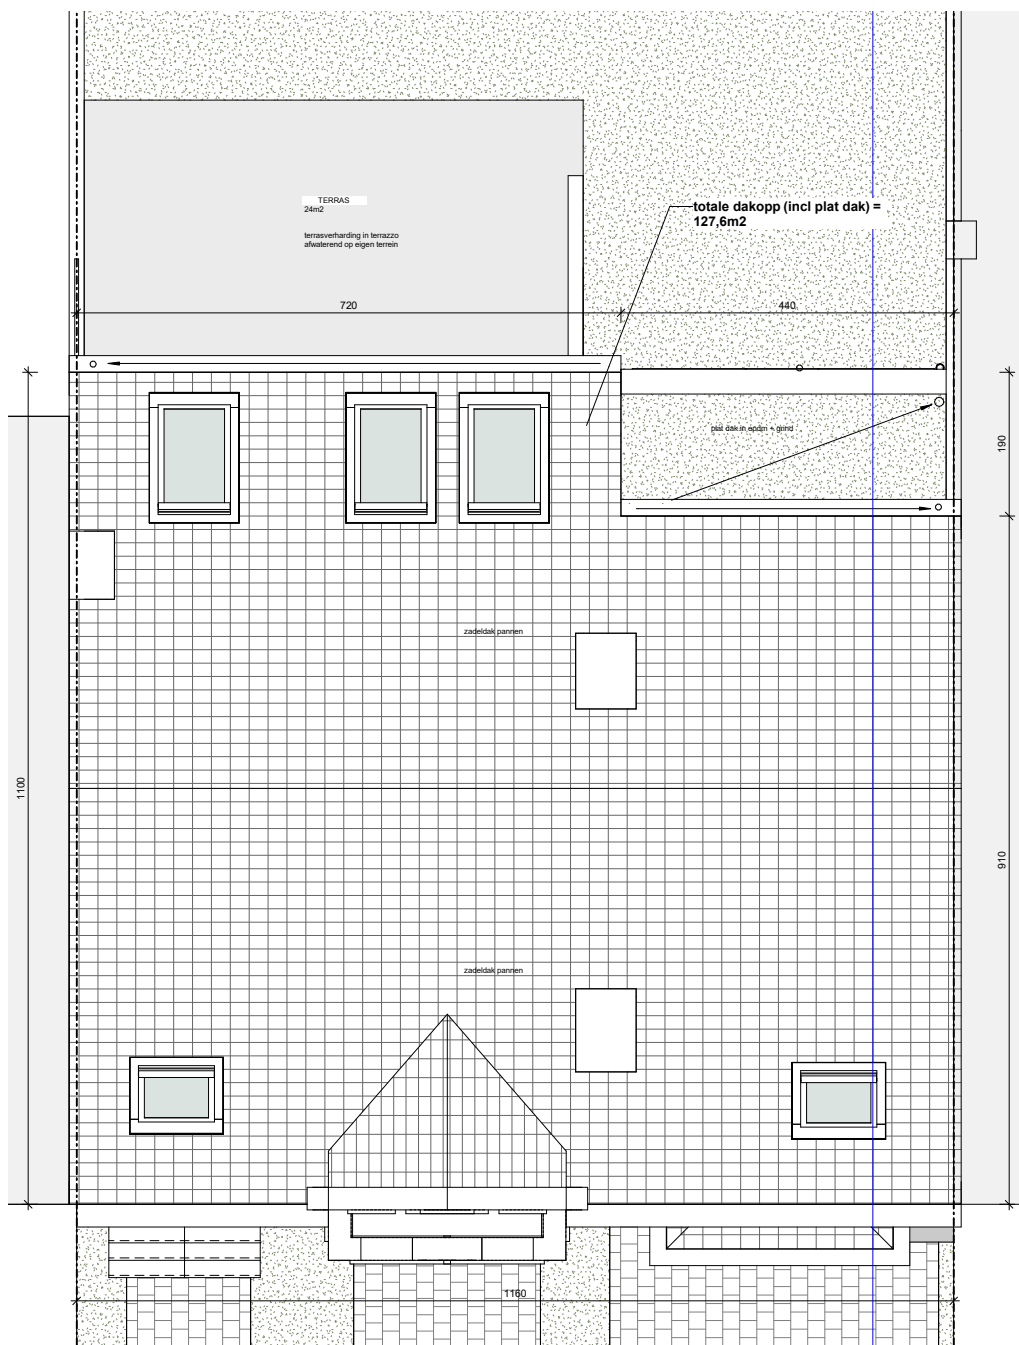 TERRAS
24m2
terrasverharding in terrazzo
afwaterend op eigen terrein
totale dakopp (incl plat dak) =
127,6m2
720
440
plat dak in epdm + grind
190
zadeldak pannen
1100
910
zadeldak pannen
1160